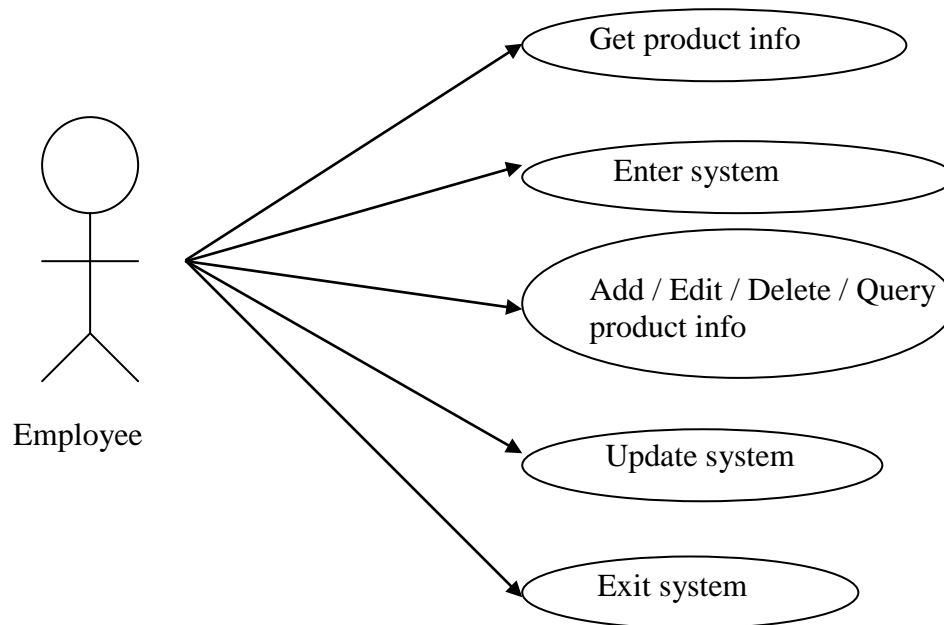 Get product info
Enter system
Add / Edit / Delete / Query
product info
Employee
Update system
Exit system